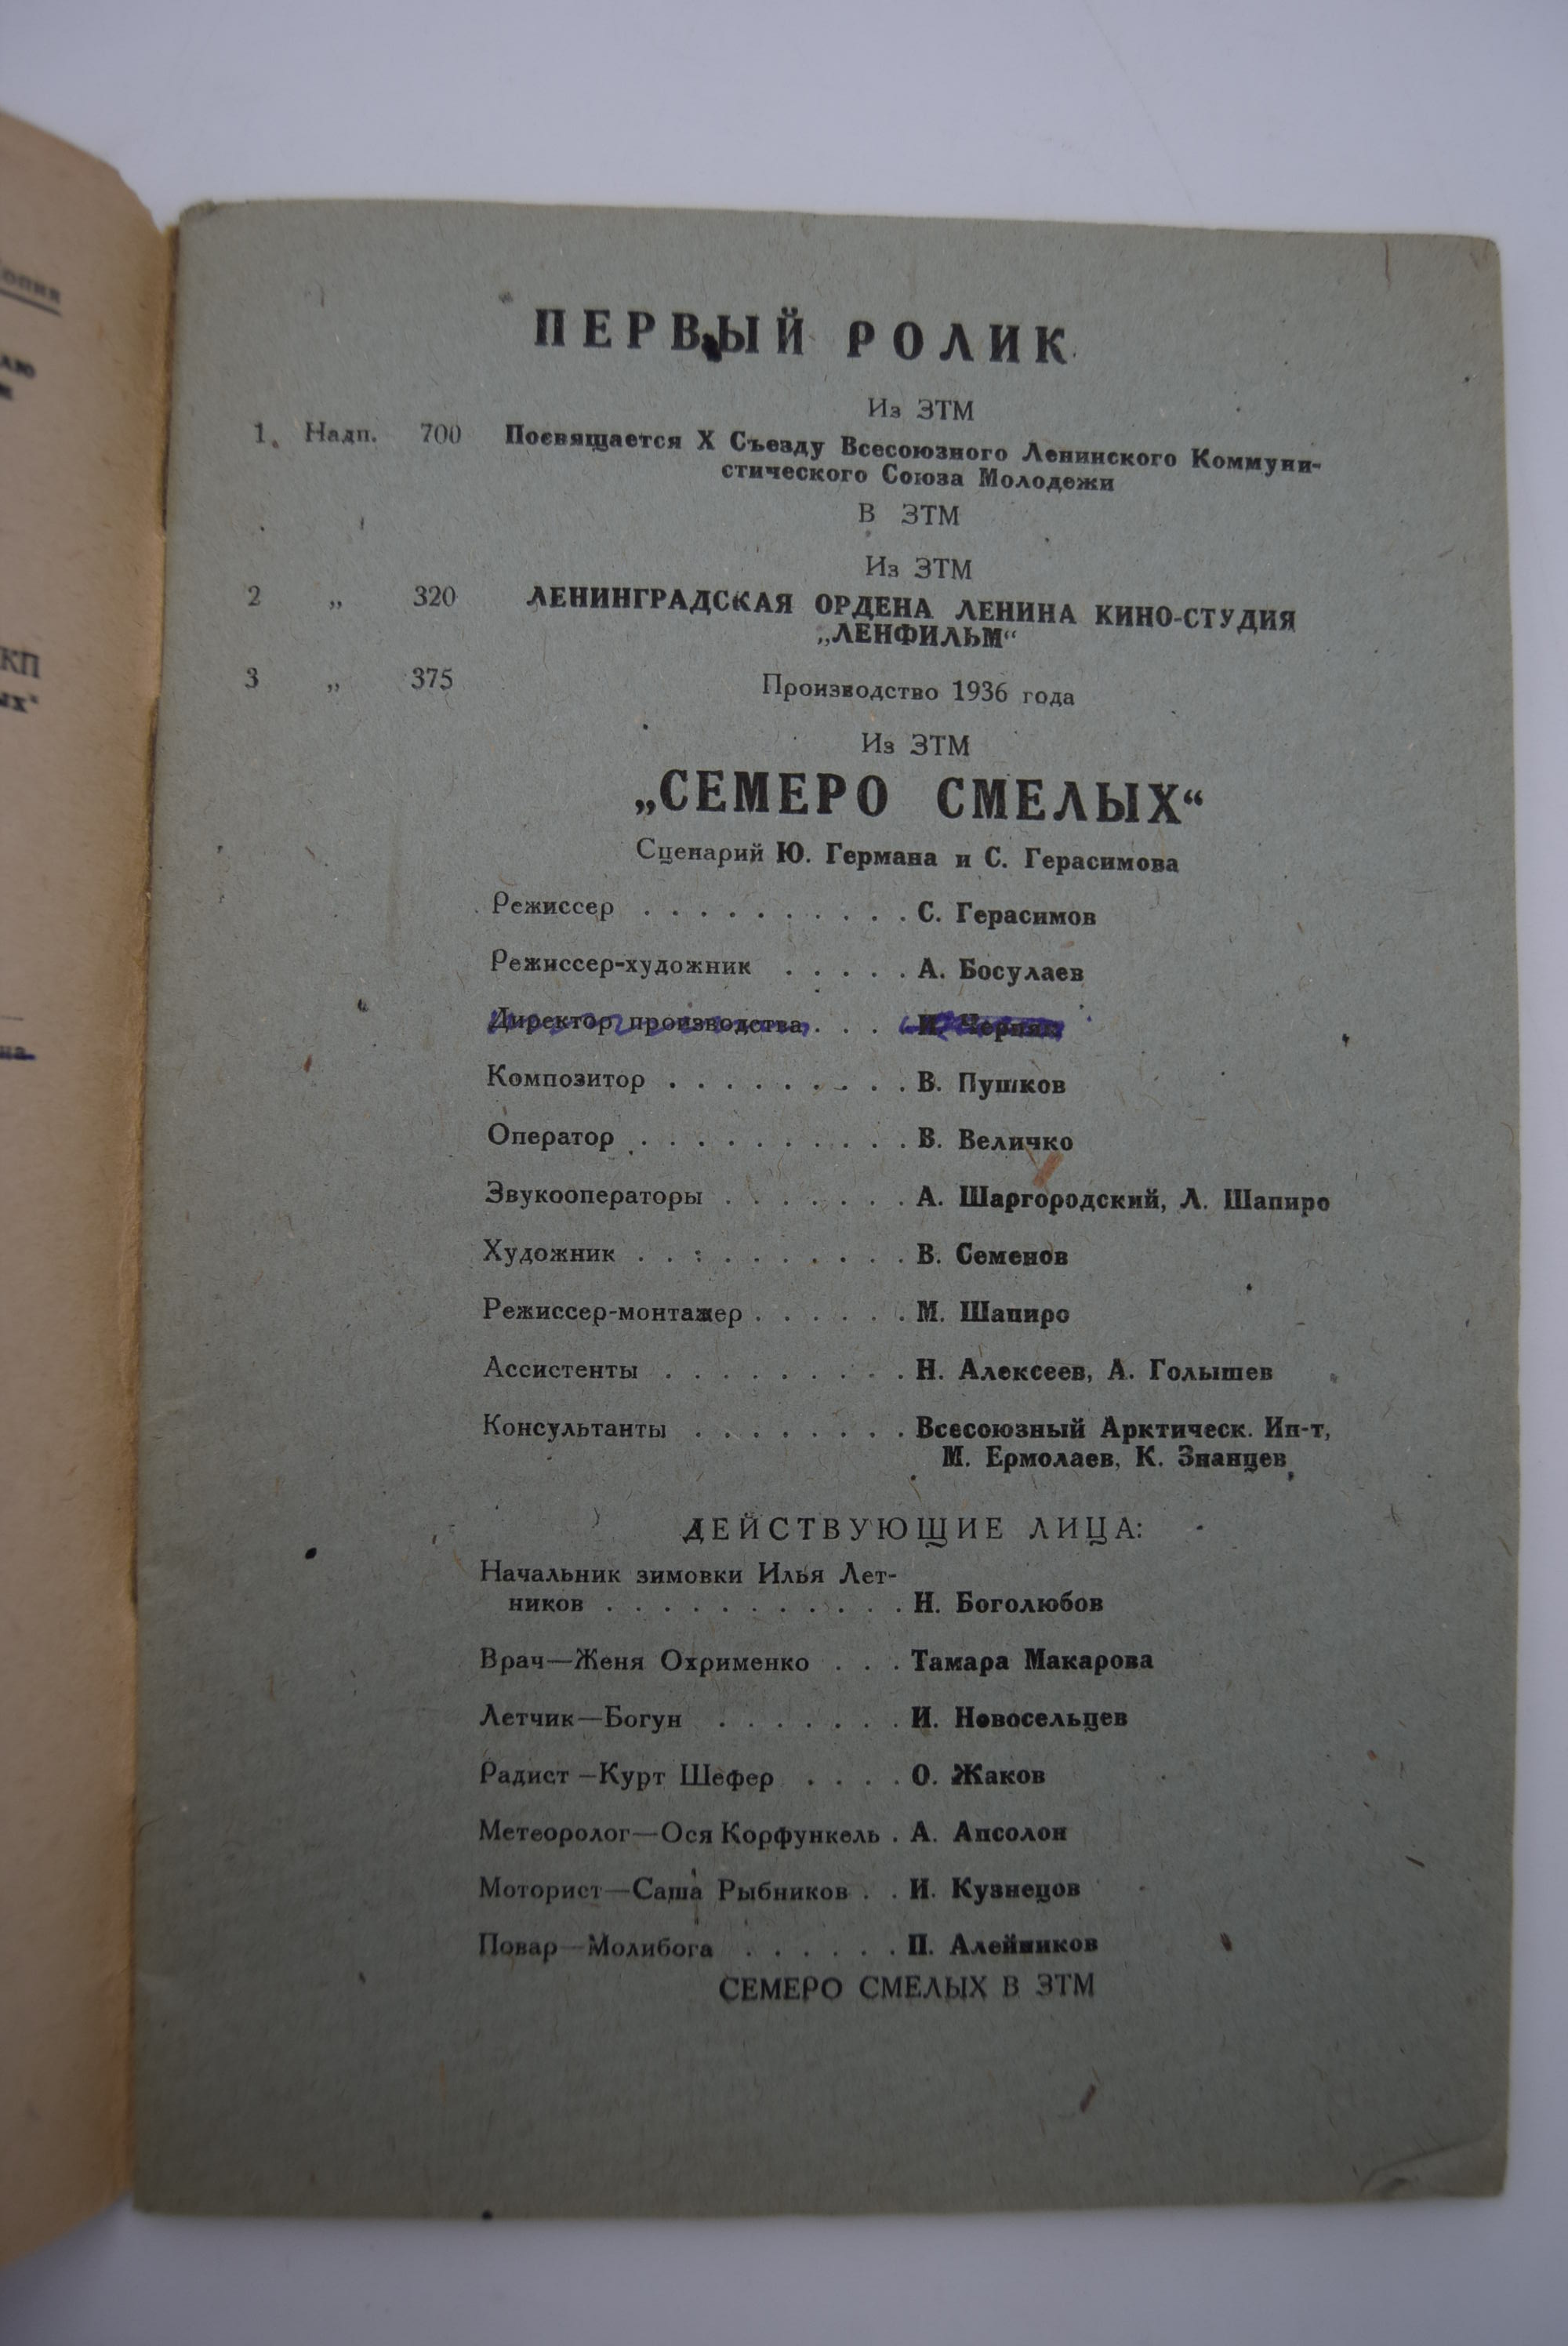 ПЕРВЫЙ РОЛИК
Из ЗТМ
1. Надп. 700 Посвящается X Съезду Всесоюзного Ленинского Коммуни-
стического Союза Молодежи
В ЗТМ
Из ЗТМ
2 „ 320 ЛЕНИНГРАДСКАЯ ОРДЕНА ЛЕНИНА КИНО-СТУДИЯ
„ЛЕНФИЛЬМ“
3 „ 375 Производство 1936 года
Из ЗТМ
„СЕМЕРО СМЕЛЫХ“
Сценарий Ю. Германа и С. Герасимова
Режиссер . . . . . . . . . . С. Герасимов
Режиссер-художник . . . . . А. Босулаев
Директор производства . . .
Композитор . . . . . . . . . В. Пушков
Оператор . . . . . . . . . . В. Величко
Звукооператоры . . . . . . . А. Шаргородский, Л. Шапиро
Художник . . . . . . . . . . В. Семенов
Режиссер-монтажер . . . . . . М. Шапиро
Ассистенты . . . . . . . . . Н. Алексеев, А. Голышев
Консультанты . . . . . . . . Всесоюзный Арктическ. Ин-т,
М. Ермолаев, К. Знанцев
ДЕЙСТВУЮЩИЕ ЛИЦА:
Начальник зимовки Илья Лет-
ников . . . . . . . . . . . Н. Боголюбов
Врач—Женя Охрименко . . . Тамара Макарова
Летчик—Богун . . . . . . . И. Новосельцев
Радист—Курт Шефер . . . . О. Жаков
Метеоролог—Ося Корфункель . А. Апсолон
Моторист—Саша Рыбников . . И. Кузнецов
Повар—Молибога . . . . . . П. Алейников
СЕМЕРО СМЕЛЫХ В ЗТМ